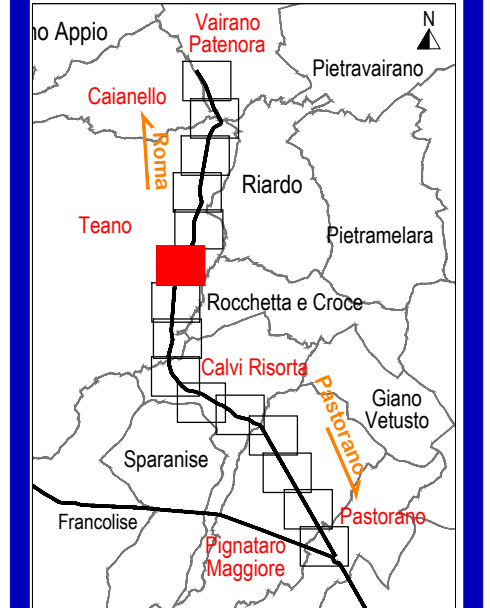 no Appio
Vairano
Patenora
N
Pietravairano
Caianello
Roma
Riardo
Teano
Pietramelara
Rocchetta e Croce
Calvi Risorta
Pastorano
Giano
Vetusto
Sparanise
Francolise
Pastorano
Pignataro
Maggiore